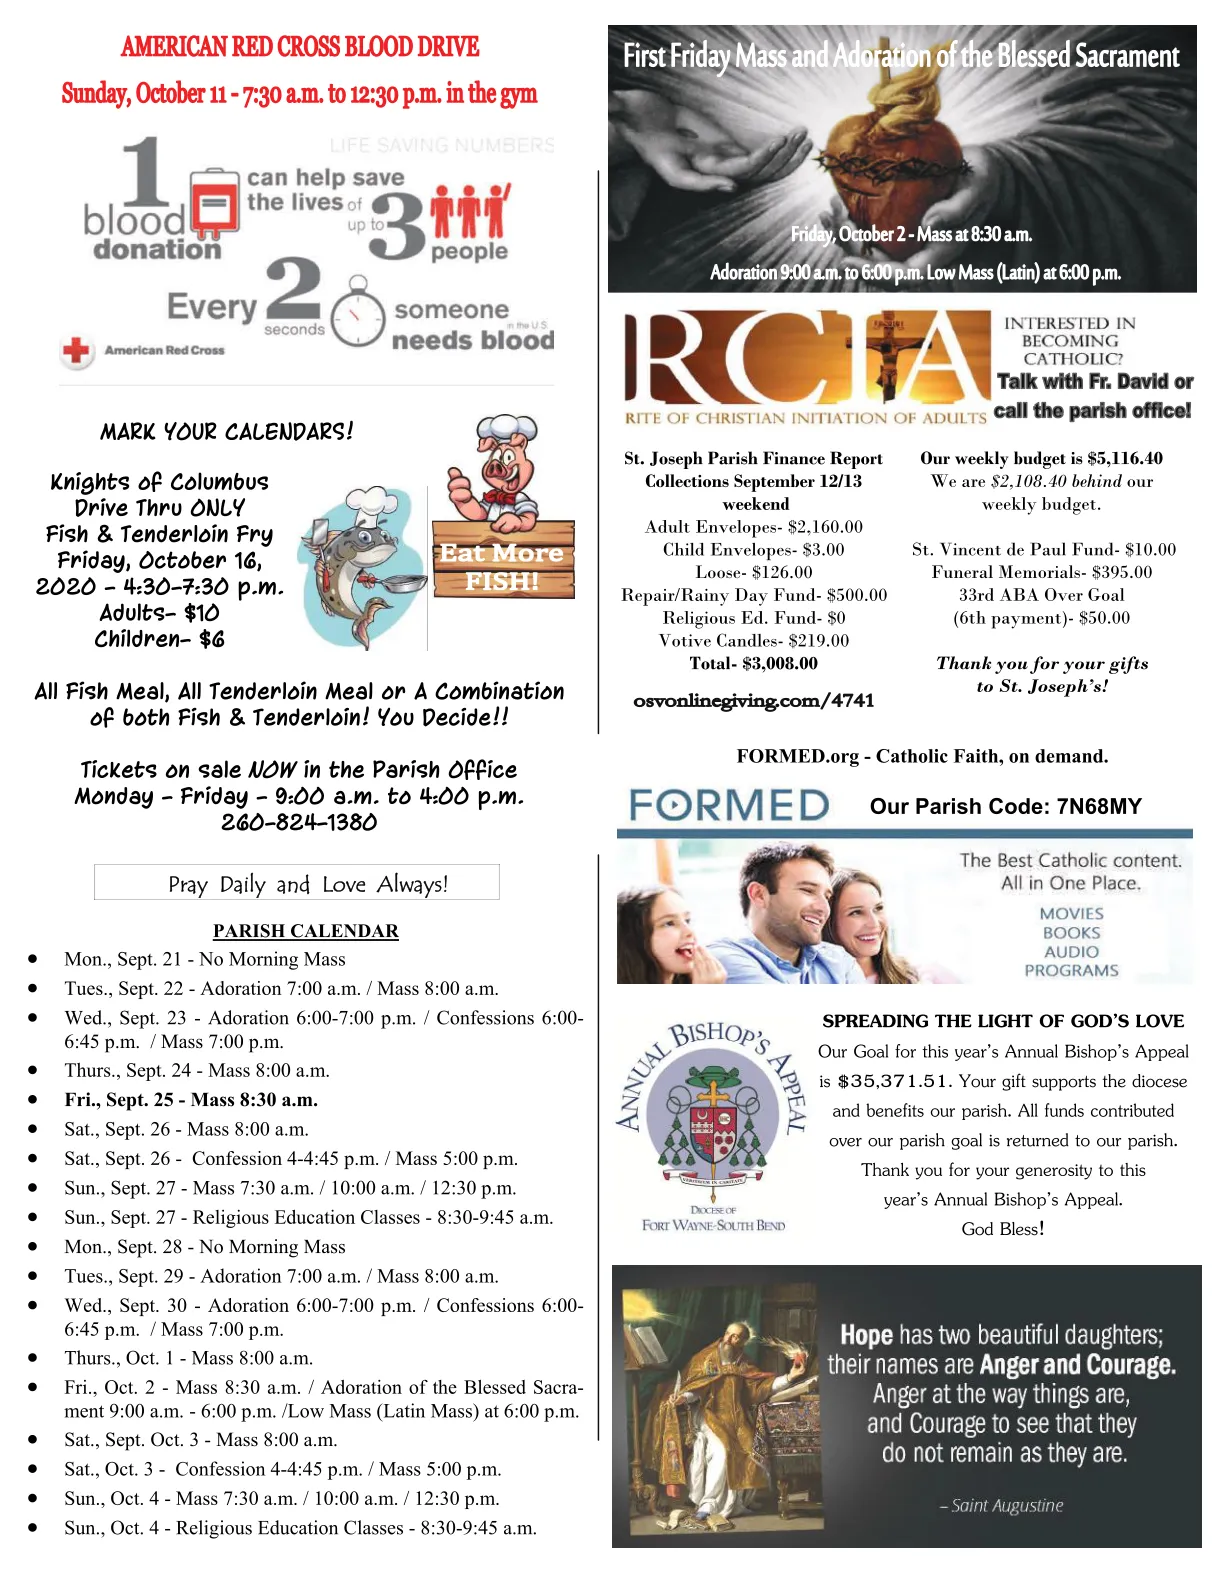 AMERICAN RED CROSS BLOOD DRIVE
Sunday, October 11 - 7:30 a.m. to 12:30 p.m. in the gym
LIFE SAVING NUMBERS
1 blood donation
can help save
the lives of
up to 3 people
Every 2 seconds
someone
in the U.S.
needs blood
American Red Cross
MARK YOUR CALENDARS!
Knights of Columbus
Drive Thru ONLY
Fish & Tenderloin Fry
Friday, October 16,
2020 - 4:30-7:30 p.m.
Adults- $10
Children- $6
Eat More
FISH!
All Fish Meal, All Tenderloin Meal or A Combination
of both Fish & Tenderloin! You Decide!!
Tickets on sale NOW in the Parish Office
Monday - Friday - 9:00 a.m. to 4:00 p.m.
260-824-1380
Pray Daily and Love Always!
PARISH CALENDAR
• Mon., Sept. 21 - No Morning Mass
• Tues., Sept. 22 - Adoration 7:00 a.m. / Mass 8:00 a.m.
• Wed., Sept. 23 - Adoration 6:00-7:00 p.m. / Confessions 6:00-
6:45 p.m. / Mass 7:00 p.m.
• Thurs., Sept. 24 - Mass 8:00 a.m.
• Fri., Sept. 25 - Mass 8:30 a.m.
• Sat., Sept. 26 - Mass 8:00 a.m.
• Sat., Sept. 26 - Confession 4-4:45 p.m. / Mass 5:00 p.m.
• Sun., Sept. 27 - Mass 7:30 a.m. / 10:00 a.m. / 12:30 p.m.
• Sun., Sept. 27 - Religious Education Classes - 8:30-9:45 a.m.
• Mon., Sept. 28 - No Morning Mass
• Tues., Sept. 29 - Adoration 7:00 a.m. / Mass 8:00 a.m.
• Wed., Sept. 30 - Adoration 6:00-7:00 p.m. / Confessions 6:00-
6:45 p.m. / Mass 7:00 p.m.
• Thurs., Oct. 1 - Mass 8:00 a.m.
• Fri., Oct. 2 - Mass 8:30 a.m. / Adoration of the Blessed Sacra-
ment 9:00 a.m. - 6:00 p.m. /Low Mass (Latin Mass) at 6:00 p.m.
• Sat., Sept. Oct. 3 - Mass 8:00 a.m.
• Sat., Oct. 3 - Confession 4-4:45 p.m. / Mass 5:00 p.m.
• Sun., Oct. 4 - Mass 7:30 a.m. / 10:00 a.m. / 12:30 p.m.
• Sun., Oct. 4 - Religious Education Classes - 8:30-9:45 a.m.
First Friday Mass and Adoration of the Blessed Sacrament
Friday, October 2 - Mass at 8:30 a.m.
Adoration 9:00 a.m. to 6:00 p.m. Low Mass (Latin) at 6:00 p.m.
RCIA
RITE OF CHRISTIAN INITIATION OF ADULTS
INTERESTED IN
BECOMING
CATHOLIC?
Talk with Fr. David or
call the parish office!
St. Joseph Parish Finance Report
Collections September 12/13
weekend
Adult Envelopes- $2,160.00
Child Envelopes- $3.00
Loose- $126.00
Repair/Rainy Day Fund- $500.00
Religious Ed. Fund- $0
Votive Candles- $219.00
Total- $3,008.00
osvonlinegiving.com/4741
Our weekly budget is $5,116.40
We are $2,108.40 behind our
weekly budget.
St. Vincent de Paul Fund- $10.00
Funeral Memorials- $395.00
33rd ABA Over Goal
(6th payment)- $50.00
Thank you for your gifts
to St. Joseph's!
FORMED.org - Catholic Faith, on demand.
FORMED
Our Parish Code: 7N68MY
The Best Catholic content.
All in One Place.
MOVIES
BOOKS
AUDIO
PROGRAMS
ANNUAL BISHOP'S APPEAL
DIOCESE OF
FORT WAYNE-SOUTH BEND
SPREADING THE LIGHT OF GOD'S LOVE
Our Goal for this year's Annual Bishop's Appeal
is $35,371.51. Your gift supports the diocese
and benefits our parish. All funds contributed
over our parish goal is returned to our parish.
Thank you for your generosity to this
year's Annual Bishop's Appeal.
God Bless!
Hope has two beautiful daughters;
their names are Anger and Courage.
Anger at the way things are,
and Courage to see that they
do not remain as they are.
– Saint Augustine